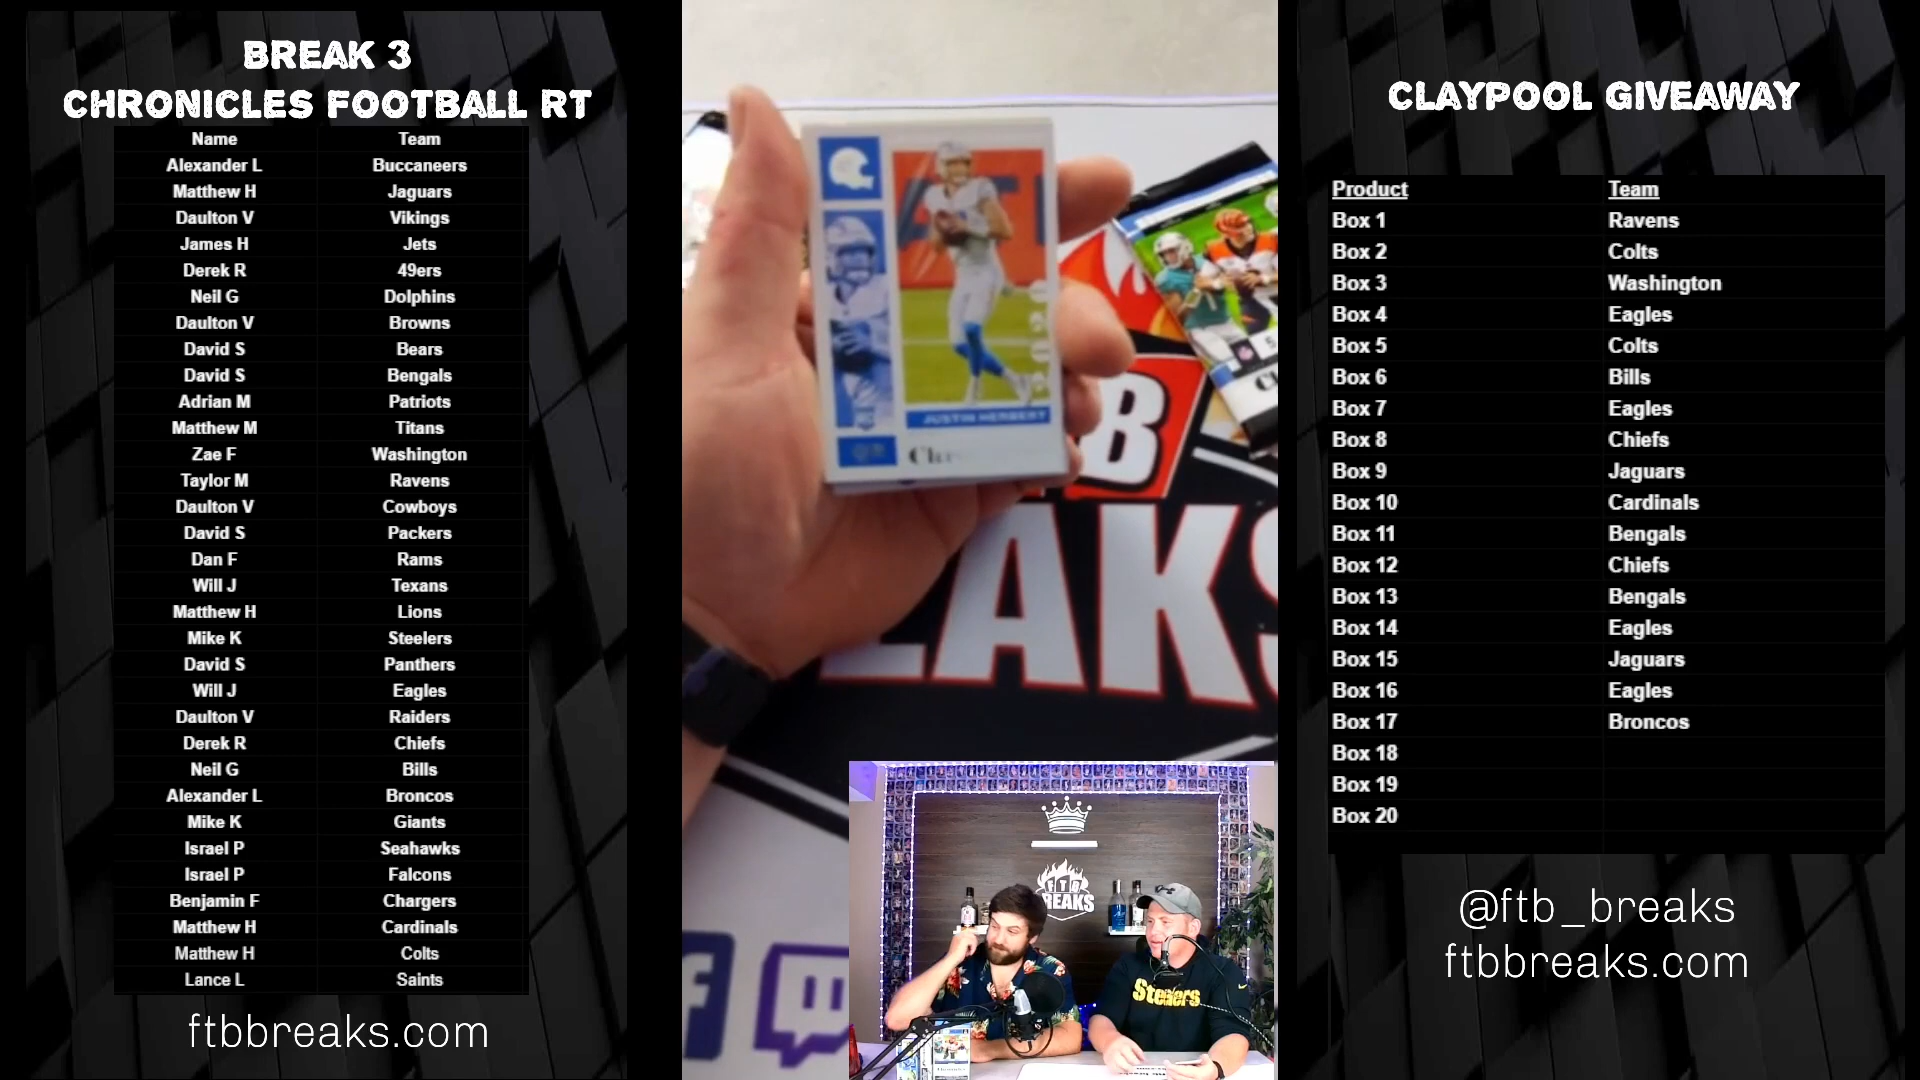 BREAK 3
CHRONICLES FOOTBALL RT
Name Team
Alexander L Buccaneers
Matthew H Jaguars
Daulton V Vikings
James H Jets
Derek R 49ers
Neil G Dolphins
Daulton V Browns
David S Bears
David S Bengals
Adrian M Patriots
Matthew M Titans
Zae F Washington
Taylor M Ravens
Daulton V Cowboys
David S Packers
Dan F Rams
Will J Texans
Matthew H Lions
Mike K Steelers
David S Panthers
Will J Eagles
Daulton V Raiders
Derek R Chiefs
Neil G Bills
Alexander L Broncos
Mike K Giants
Israel P Seahawks
Israel P Falcons
Benjamin F Chargers
Matthew H Cardinals
Matthew H Colts
Lance L Saints
ftbbreaks.com
2020
JUSTIN HERBERT
QB
B
EAKS
FTB
BREAKS
Steelers
CLAYPOOL GIVEAWAY
Product Team
Box 1 Ravens
Box 2 Colts
Box 3 Washington
Box 4 Eagles
Box 5 Colts
Box 6 Bills
Box 7 Eagles
Box 8 Chiefs
Box 9 Jaguars
Box 10 Cardinals
Box 11 Bengals
Box 12 Chiefs
Box 13 Bengals
Box 14 Eagles
Box 15 Jaguars
Box 16 Eagles
Box 17 Broncos
Box 18
Box 19
Box 20
@ftb_breaks
ftbbreaks.com